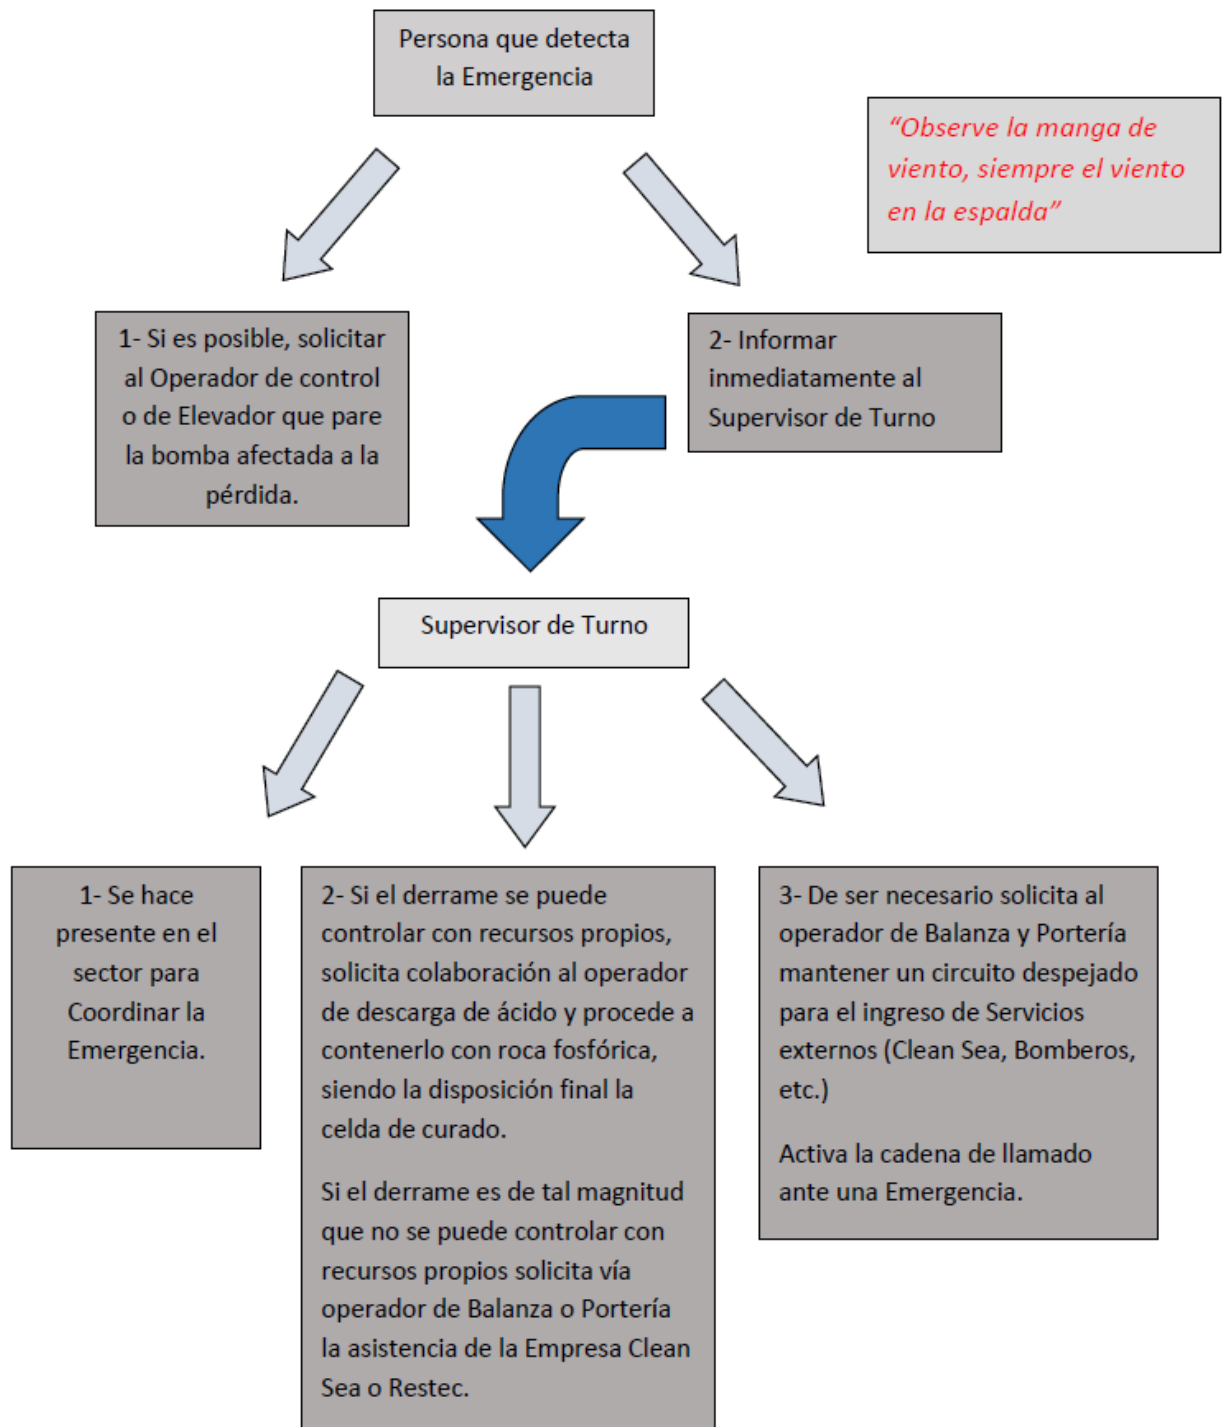 Persona que detecta
la Emergencia
“Observe la manga de
viento, siempre el viento
en la espalda”
1- Si es posible, solicitar
al Operador de control
o de Elevador que pare
la bomba afectada a la
pérdida.
2- Informar
inmediatamente al
Supervisor de Turno
Supervisor de Turno
1- Se hace
presente en el
sector para
Coordinar la
Emergencia.
2- Si el derrame se puede
controlar con recursos propios,
solicita colaboración al operador
de descarga de ácido y procede a
contenerlo con roca fosfórica,
siendo la disposición final la
celda de curado.
Si el derrame es de tal magnitud
que no se puede controlar con
recursos propios solicita vía
operador de Balanza o Portería
la asistencia de la Empresa Clean
Sea o Restec.
3- De ser necesario solicita al
operador de Balanza y Portería
mantener un circuito despejado
para el ingreso de Servicios
externos (Clean Sea, Bomberos,
etc.)
Activa la cadena de llamado
ante una Emergencia.